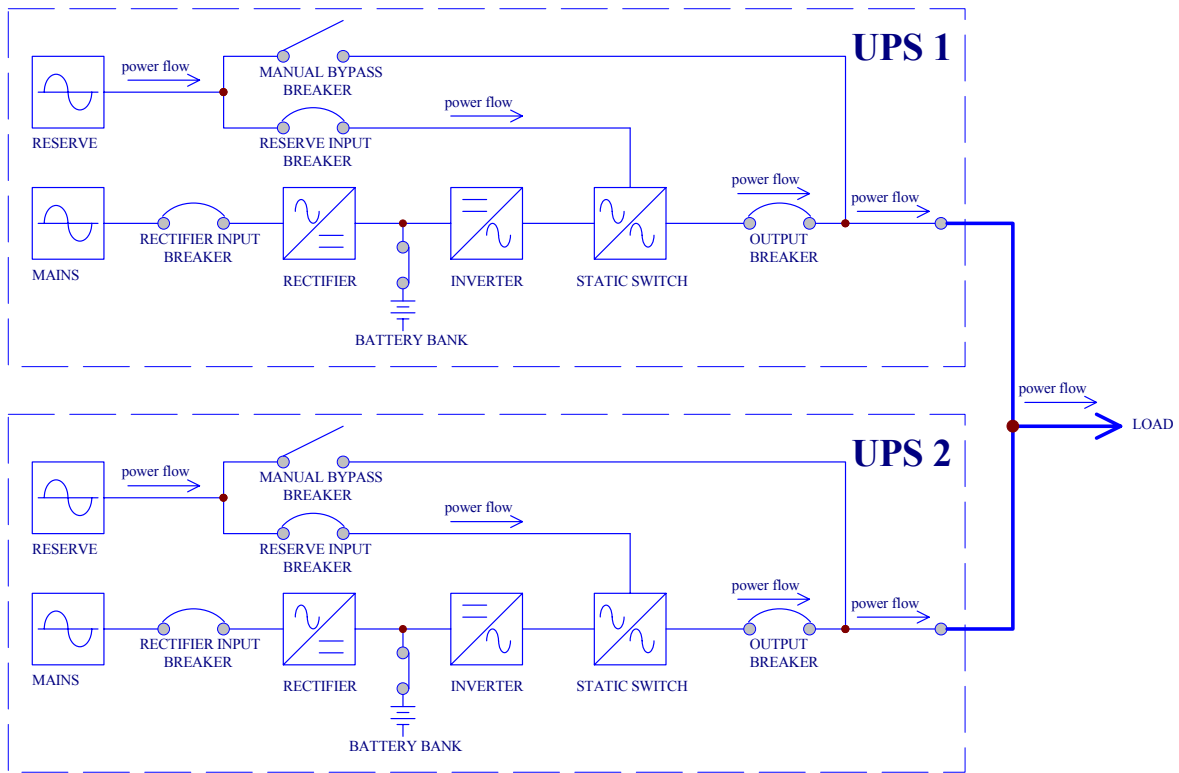 UPS 1
power flow
MANUAL BYPASS
BREAKER
power flow
RESERVE
RESERVE INPUT
BREAKER
power flow
power flow
RECTIFIER INPUT
BREAKER
OUTPUT
BREAKER
MAINS
RECTIFIER
INVERTER
STATIC SWITCH
BATTERY BANK
power flow
LOAD
UPS 2
power flow
MANUAL BYPASS
BREAKER
power flow
RESERVE
RESERVE INPUT
BREAKER
power flow
power flow
RECTIFIER INPUT
BREAKER
OUTPUT
BREAKER
MAINS
RECTIFIER
INVERTER
STATIC SWITCH
BATTERY BANK